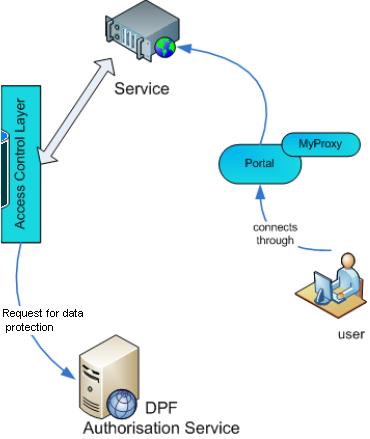 Service
Access Control Layer
MyProxy
Portal
connects
through
user
Request for data
protection
DPF
Authorisation Service